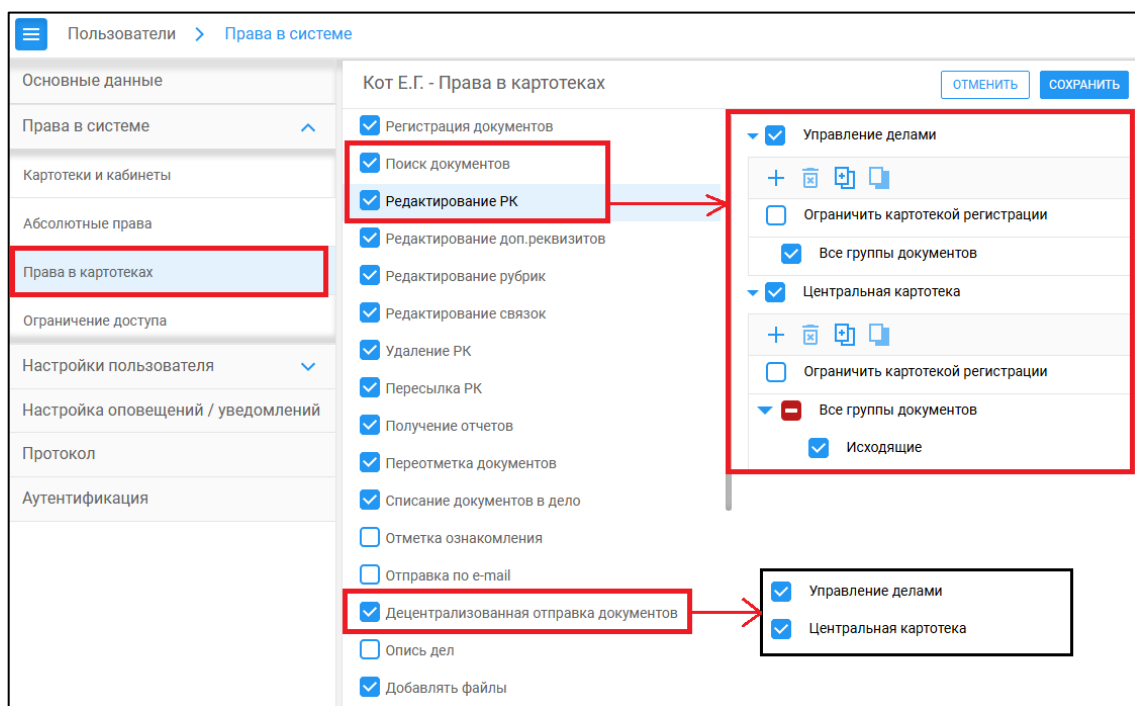 Пользователи > Права в системе
Основные данные
Права в системе
Картотеки и кабинеты
Абсолютные права
Права в картотеках
Ограничение доступа
Настройки пользователя
Настройка оповещений / уведомлений
Протокол
Аутентификация
Кот Е.Г. - Права в картотеках
ОТМЕНИТЬ
СОХРАНИТЬ
Регистрация документов
Поиск документов
Редактирование РК
Редактирование доп.реквизитов
Редактирование рубрик
Редактирование связок
Удаление РК
Пересылка РК
Получение отчетов
Переотметка документов
Списание документов в дело
Отметка ознакомления
Отправка по e-mail
Децентрализованная отправка документов
Опись дел
Добавлять файлы
Управление делами
Ограничить картотекой регистрации
Все группы документов
Центральная картотека
Ограничить картотекой регистрации
Все группы документов
Исходящие
Управление делами
Центральная картотека